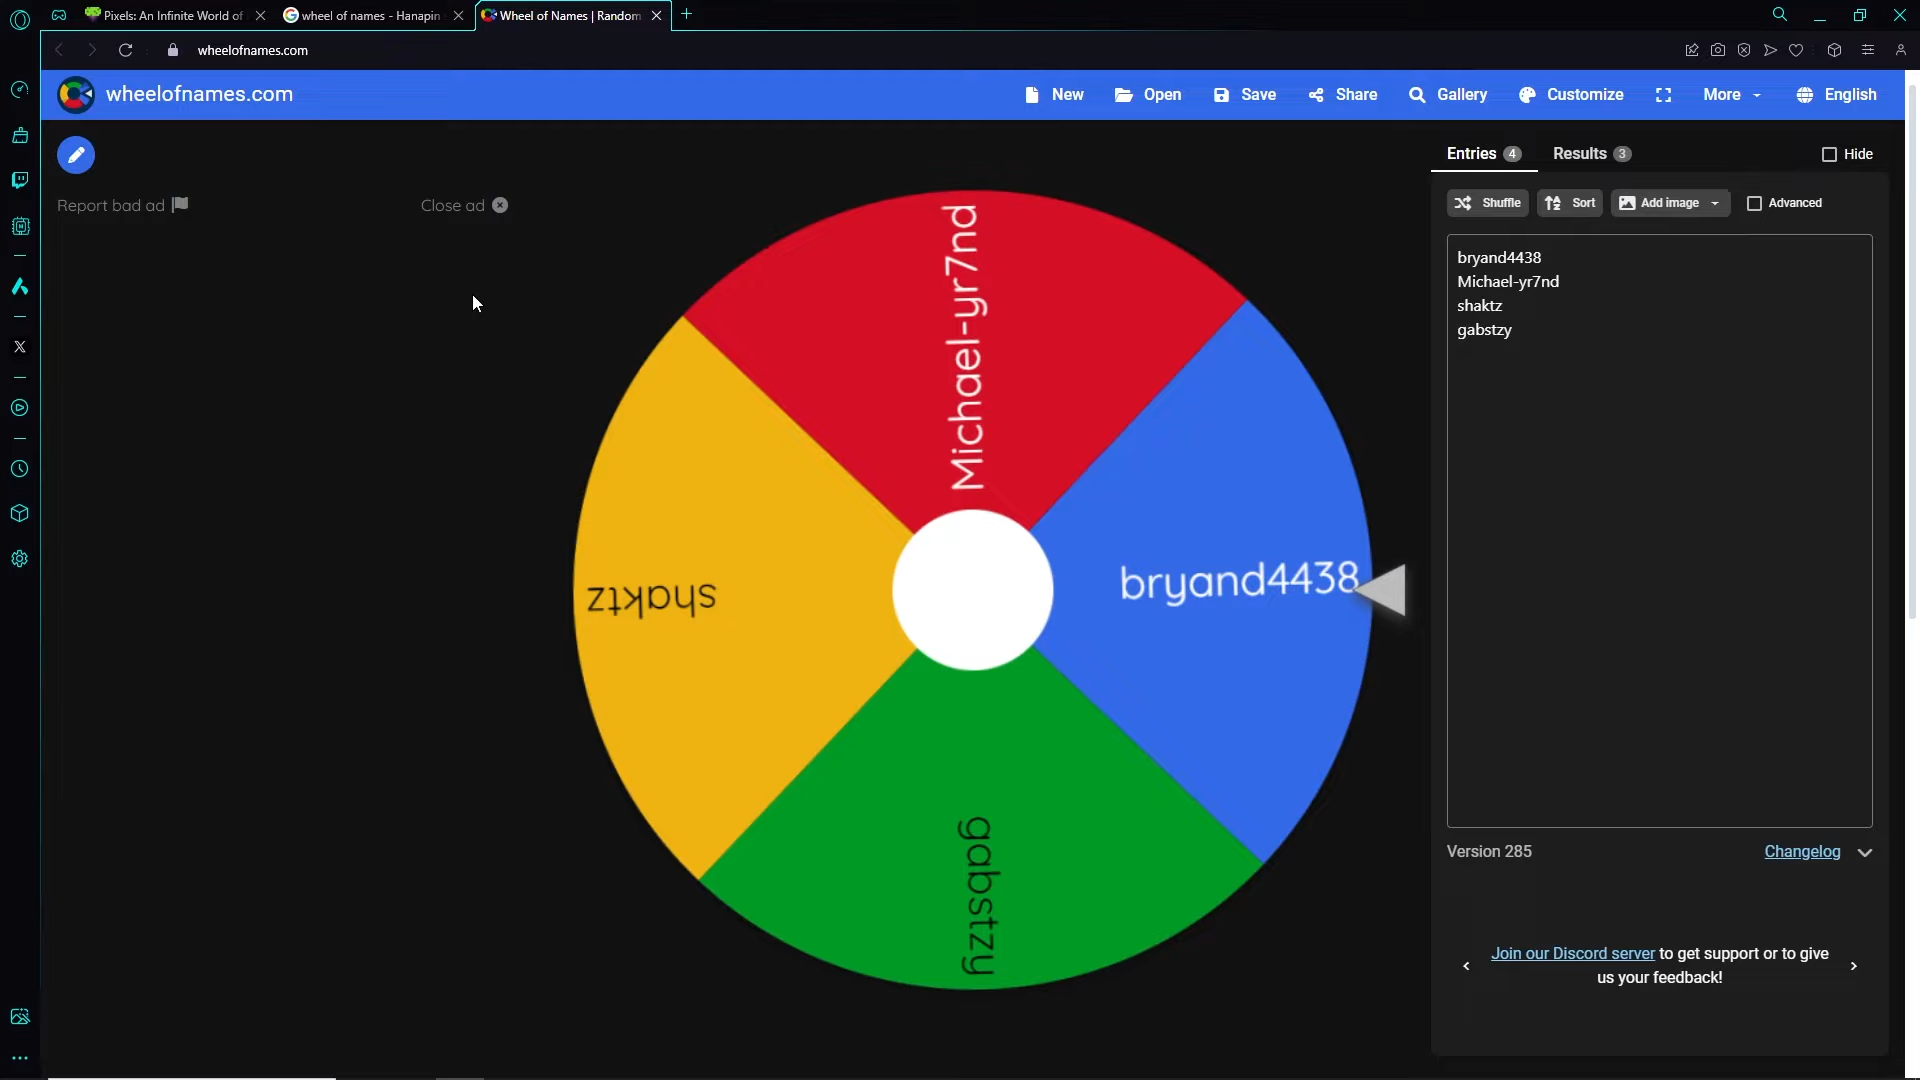 Pixels: An Infinite World of
wheel of names - Hanapin
Wheel of Names | Random
wheelofnames.com
wheelofnames.com
New
Open
Save
Share
Gallery
Customize
More
English
Report bad ad
Close ad
Entries 4
Results 3
Hide
Shuffle
Sort
Add image
Advanced
bryand4438
Michael-yr7nd
shaktz
gabstzy
Michael-yr7nd
bryand4438
shaktz
gabstzy
Version 285
Changelog
Join our Discord server to get support or to give
us your feedback!